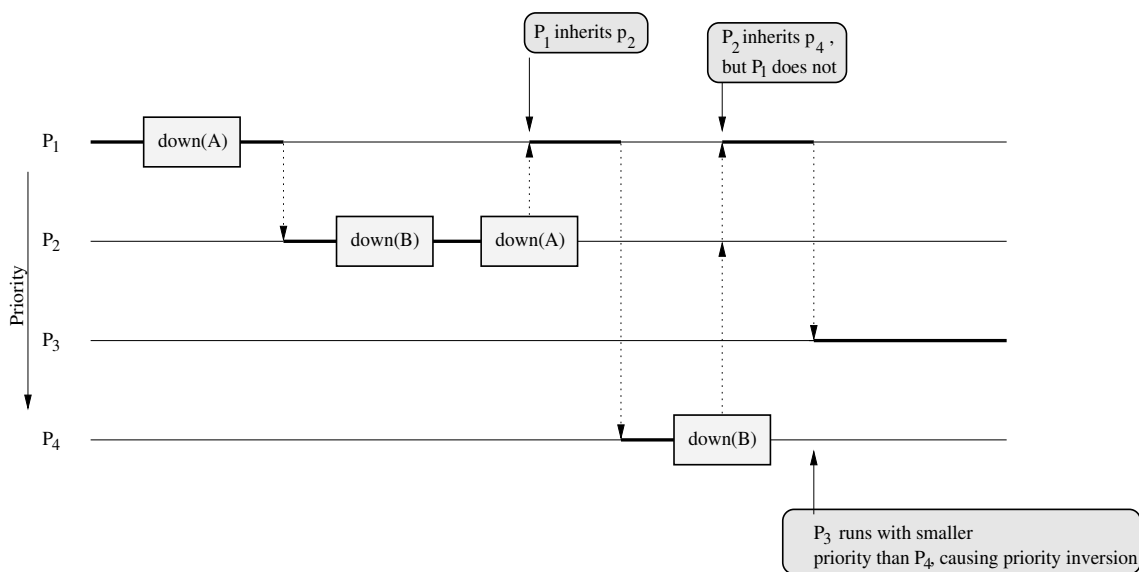 P1 inherits p2
P2 inherits p4 ,
but P1 does not
P1
down(A)
P2
down(B)
down(A)
Priority
P3
P4
down(B)
P3 runs with smaller
priority than P4, causing priority inversion